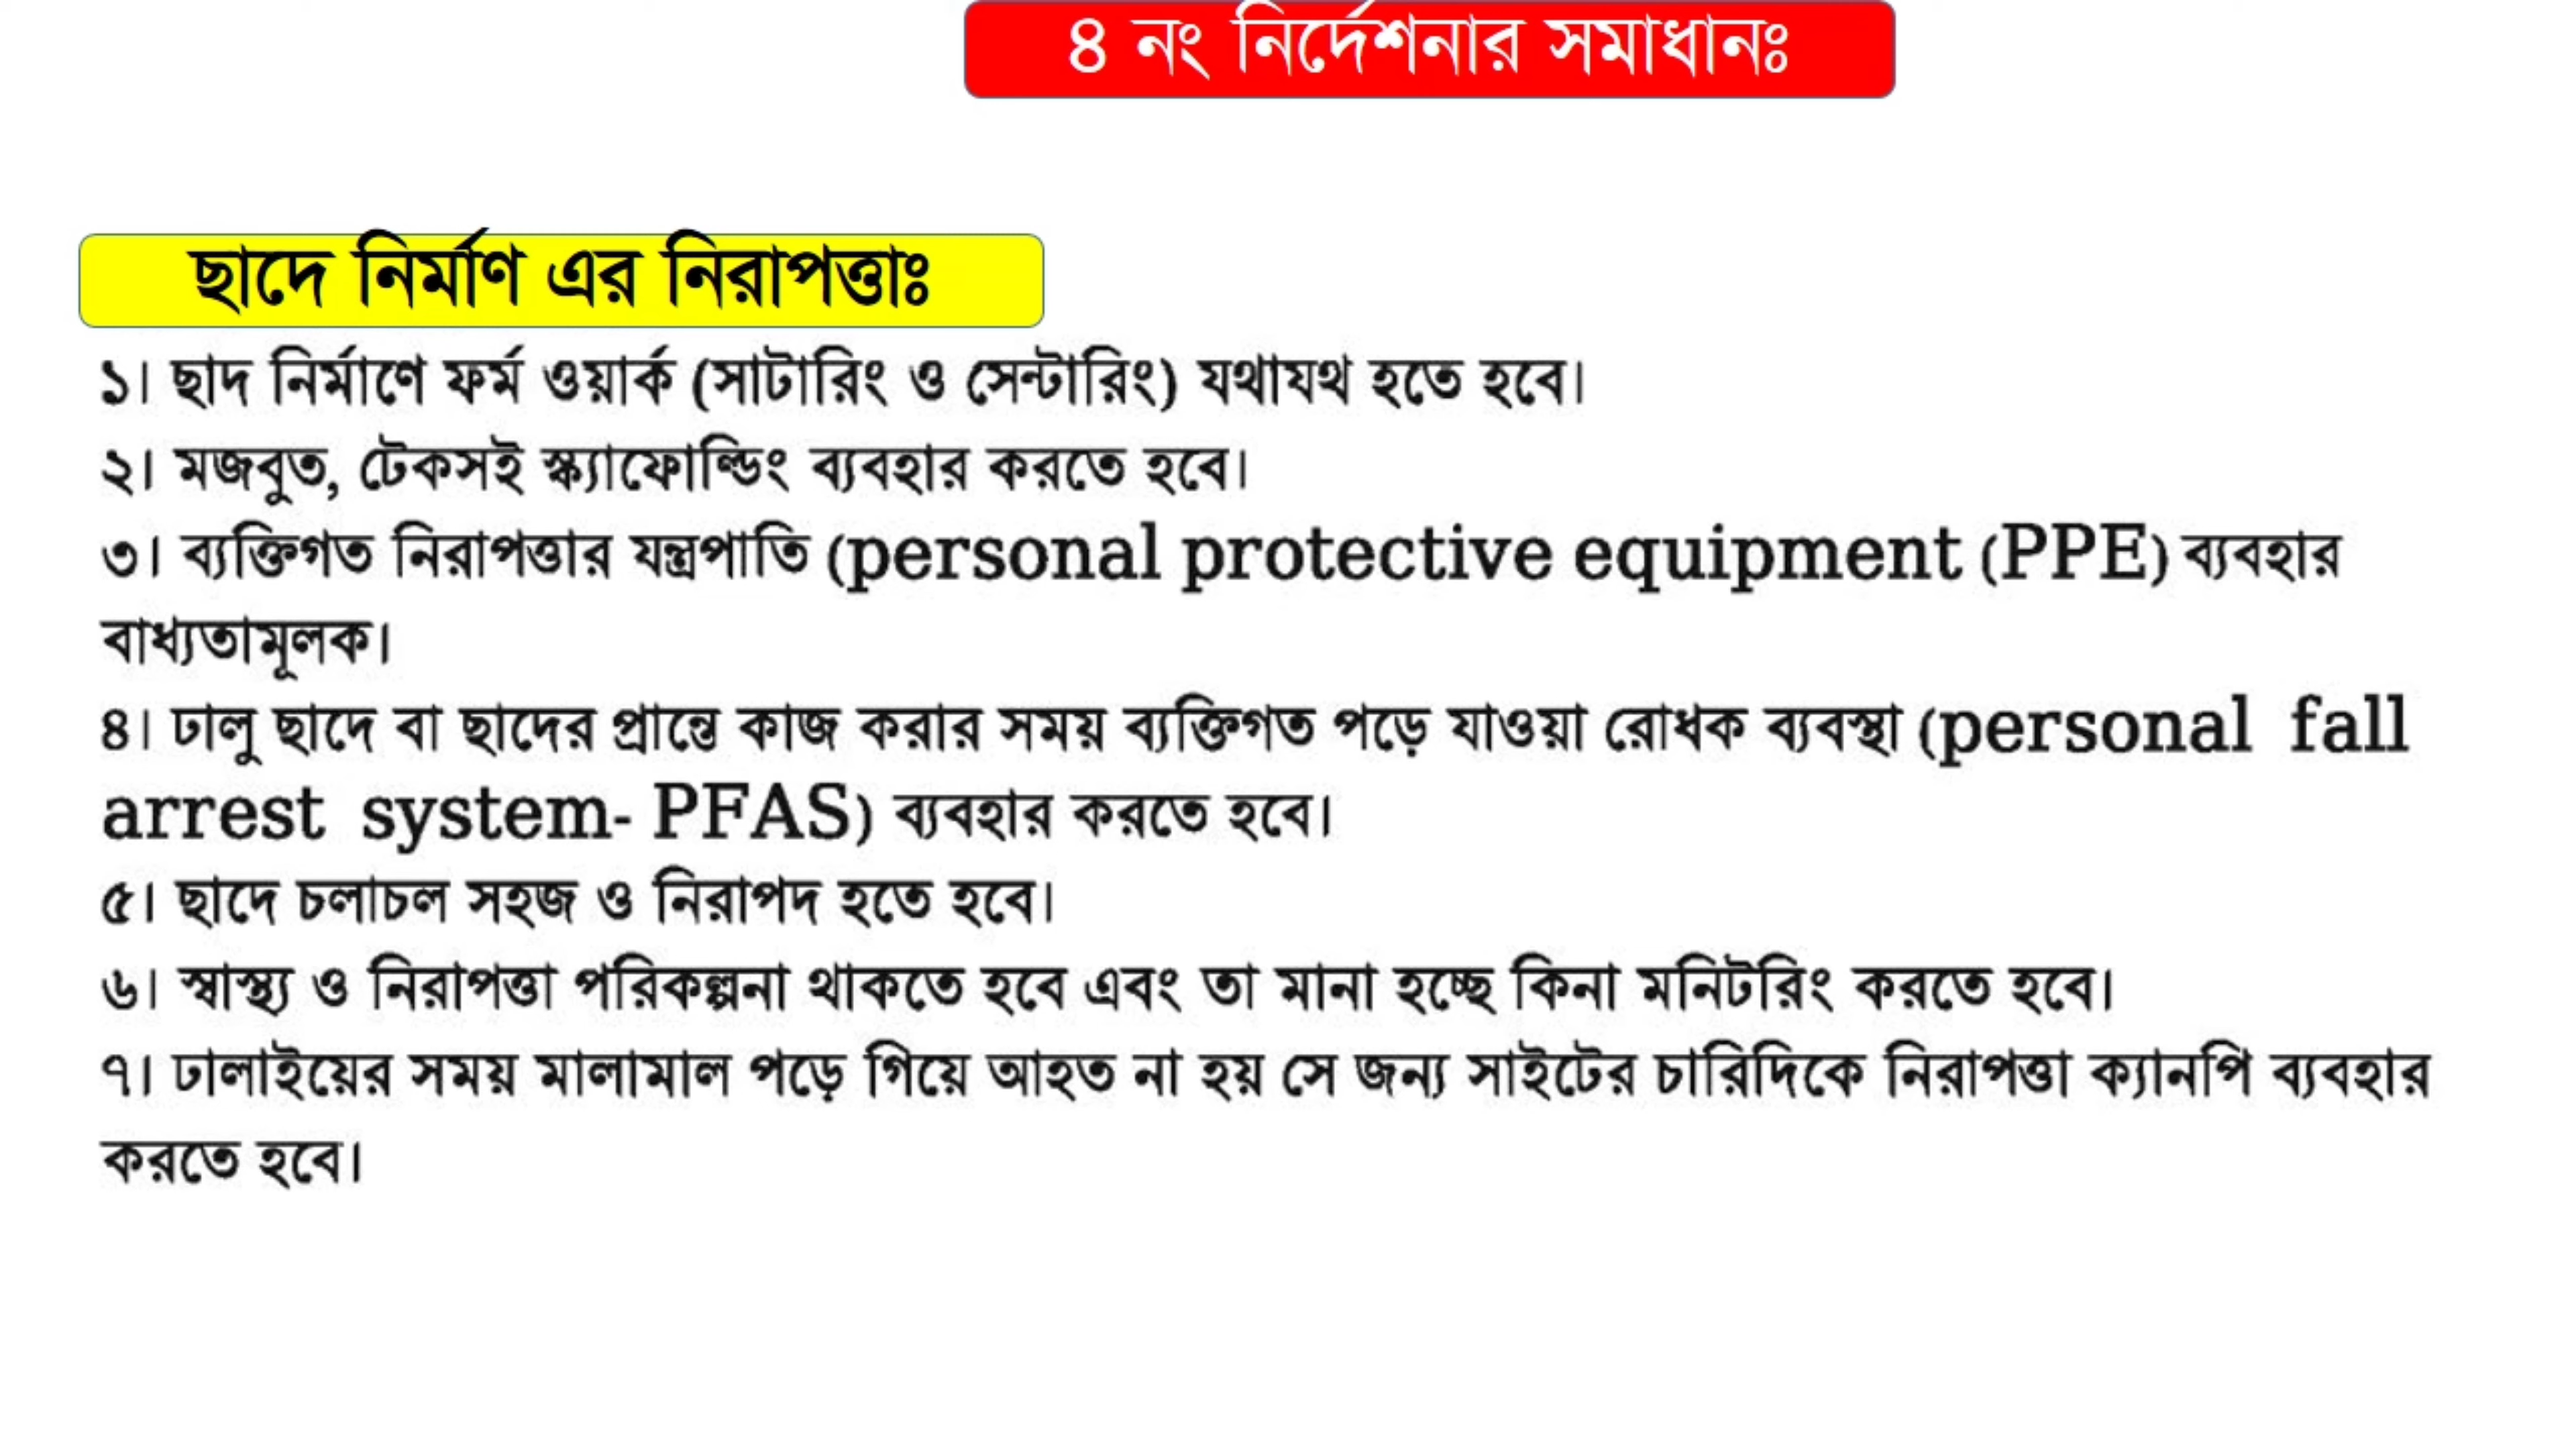 ৪ নং নির্দেশনার সমাধানঃ
ছাদে নির্মাণ এর নিরাপত্তাঃ
১। ছাদ নির্মাণে ফর্ম ওয়ার্ক (সাটারিং ও সেন্টারিং) যথাযথ হতে হবে।
২। মজবুত, টেকসই স্ক্যাফোল্ডিং ব্যবহার করতে হবে।
৩। ব্যক্তিগত নিরাপত্তার যন্ত্রপাতি (personal protective equipment (PPE) ব্যবহার
বাধ্যতামূলক।
৪। ঢালু ছাদে বা ছাদের প্রান্তে কাজ করার সময় ব্যক্তিগত পড়ে যাওয়া রোধক ব্যবস্থা (personal fall
arrest system- PFAS) ব্যবহার করতে হবে।
৫। ছাদে চলাচল সহজ ও নিরাপদ হতে হবে।
৬। স্বাস্থ্য ও নিরাপত্তা পরিকল্পনা থাকতে হবে এবং তা মানা হচ্ছে কিনা মনিটরিং করতে হবে।
৭। ঢালাইয়ের সময় মালামাল পড়ে গিয়ে আহত না হয় সে জন্য সাইটের চারিদিকে নিরাপত্তা ক্যানপি ব্যবহার
করতে হবে।